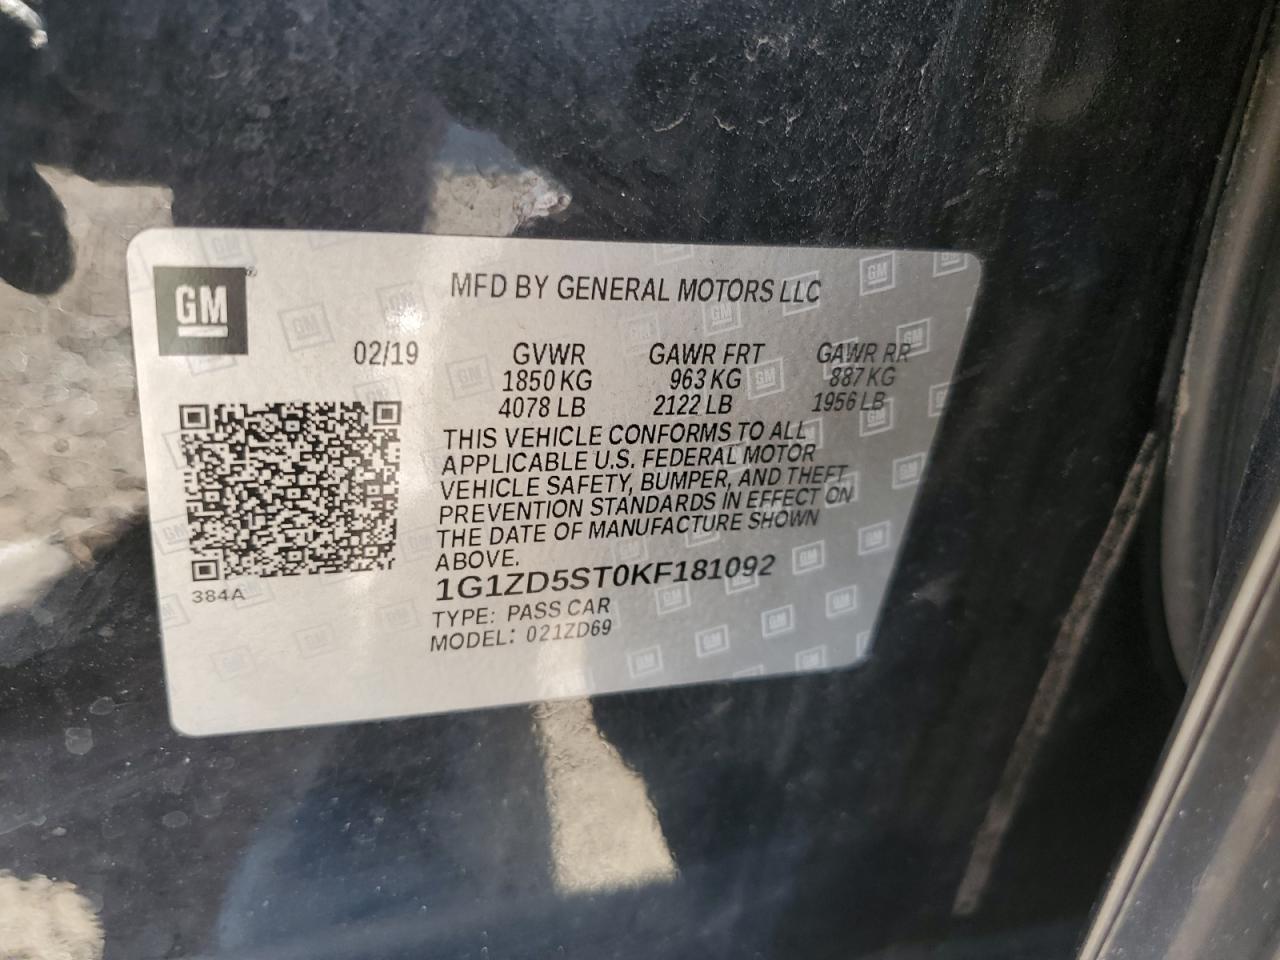 GM
MFD BY GENERAL MOTORS LLC
02/19 GVWR GAWR FRT GAWR RR
1850 KG 963 KG 887 KG
4078 LB 2122 LB 1956 LB
THIS VEHICLE CONFORMS TO ALL
APPLICABLE U.S. FEDERAL MOTOR
VEHICLE SAFETY, BUMPER, AND THEFT
PREVENTION STANDARDS IN EFFECT ON
THE DATE OF MANUFACTURE SHOWN
ABOVE.
1G1ZD5ST0KF181092
384A
TYPE: PASS CAR
MODEL: 021ZD69